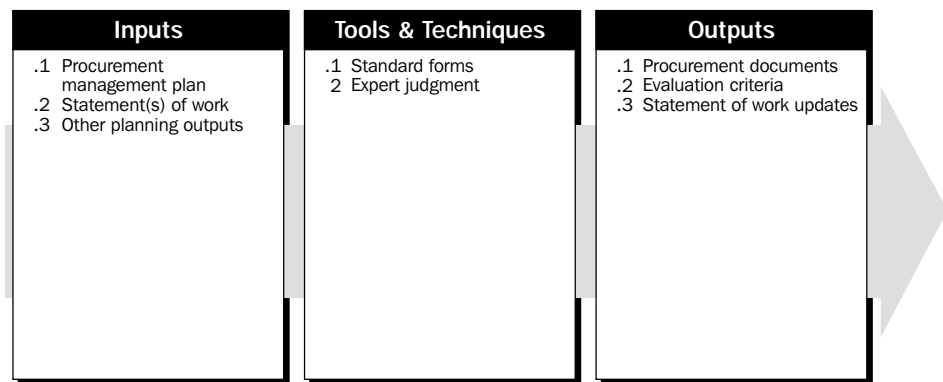 Inputs
.1 Procurement
management plan
.2 Statement(s) of work
.3 Other planning outputs
Tools & Techniques
.1 Standard forms
2 Expert judgment
Outputs
.1 Procurement documents
.2 Evaluation criteria
.3 Statement of work updates